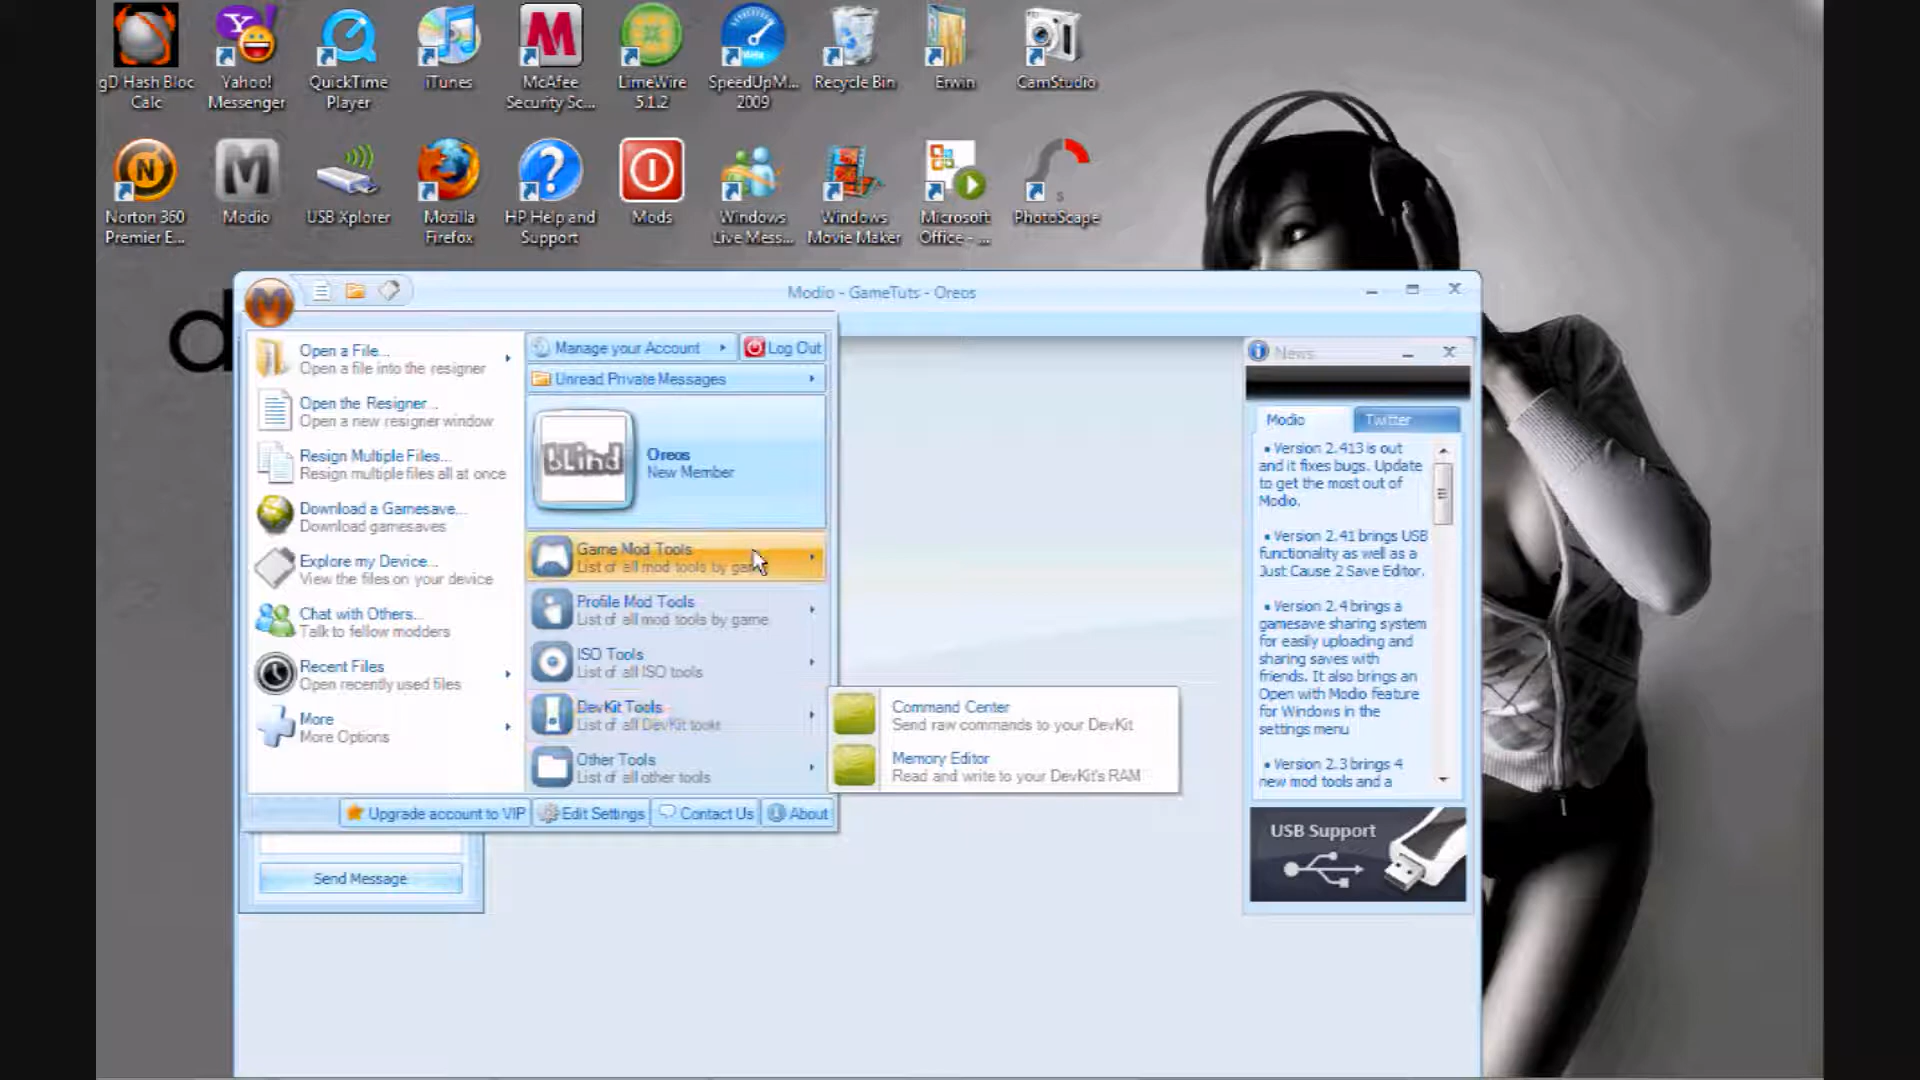 gD Hash Bloc
Calc
Yahoo!
Messenger
QuickTime
Player
iTunes
McAfee
Security Sc...
LimeWire
5.1.2
SpeedUpM...
2009
Recycle Bin
Erwin
CamStudio
Norton 360
Premier E...
Modio
USB Xplorer
Mozilla
Firefox
HP Help and
Support
Mods
Windows
Live Mess...
Windows
Movie Maker
Microsoft
Office - ...
PhotoScape
d
Modio - GameTuts - Oreos
Open a File...
Open a file into the resigner
Open the Resigner...
Open a new resigner window
Resign Multiple Files...
Resign multiple files all at once
Download a Gamesave...
Download gamesaves
Explore my Device...
View the files on your device
Chat with Others...
Talk to fellow modders
Recent Files
Open recently used files
More
More Options
Manage your Account
Log Out
Unread Private Messages
bLind
Oreos
New Member
Game Mod Tools
List of all mod tools by game
Profile Mod Tools
List of all mod tools by game
ISO Tools
List of all ISO tools
DevKit Tools
List of all DevKit tools
Other Tools
List of all other tools
Command Center
Send raw commands to your DevKit
Memory Editor
Read and write to your DevKit's RAM
Upgrade account to VIP
Edit Settings
Contact Us
About
Send Message
News
Modio
Twitter
• Version 2.413 is out
and it fixes bugs. Update
to get the most out of
Modio.
• Version 2.41 brings USB
functionality as well as a
Just Cause 2 Save Editor.
• Version 2.4 brings a
gamesave sharing system
for easily uploading and
sharing saves with
friends. It also brings an
Open with Modio feature
for Windows in the
settings menu
• Version 2.3 brings 4
new mod tools and a
USB Support